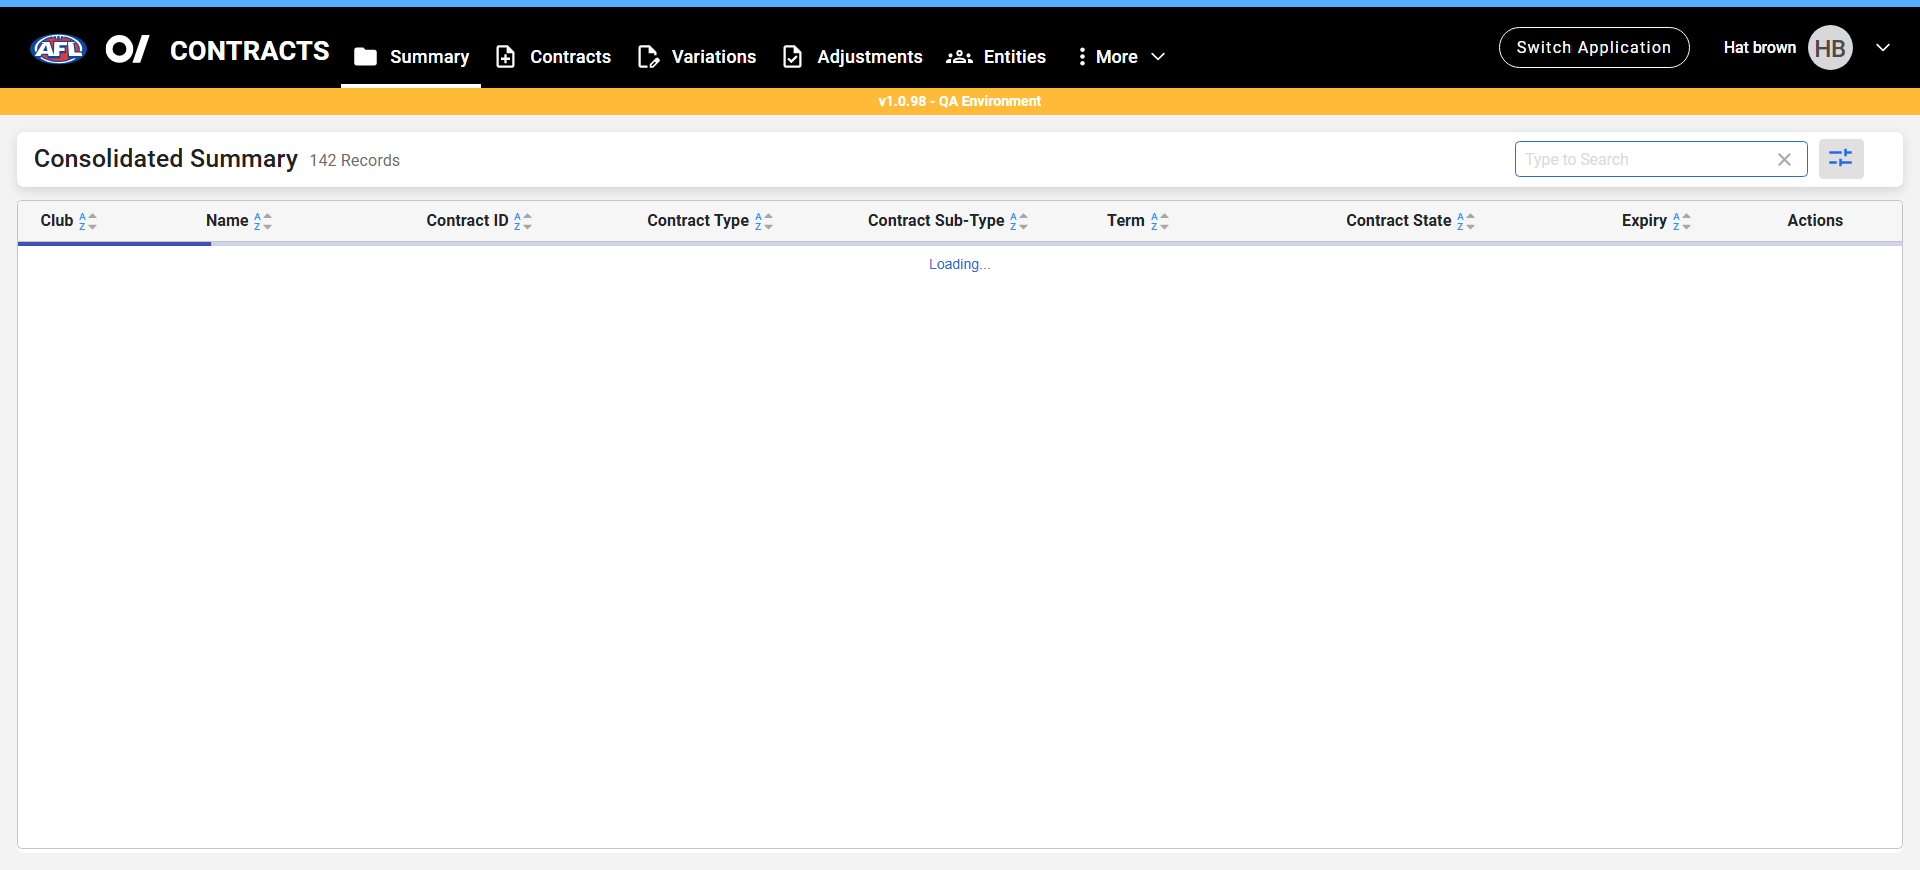 AFL O/ CONTRACTS Summary Contracts Variations Adjustments Entities More Switch Application Hat brown HB
v1.0.98 - QA Environment
Consolidated Summary 142 Records Type to Search
Club Name Contract ID Contract Type Contract Sub-Type Term Contract State Expiry Actions
Loading...